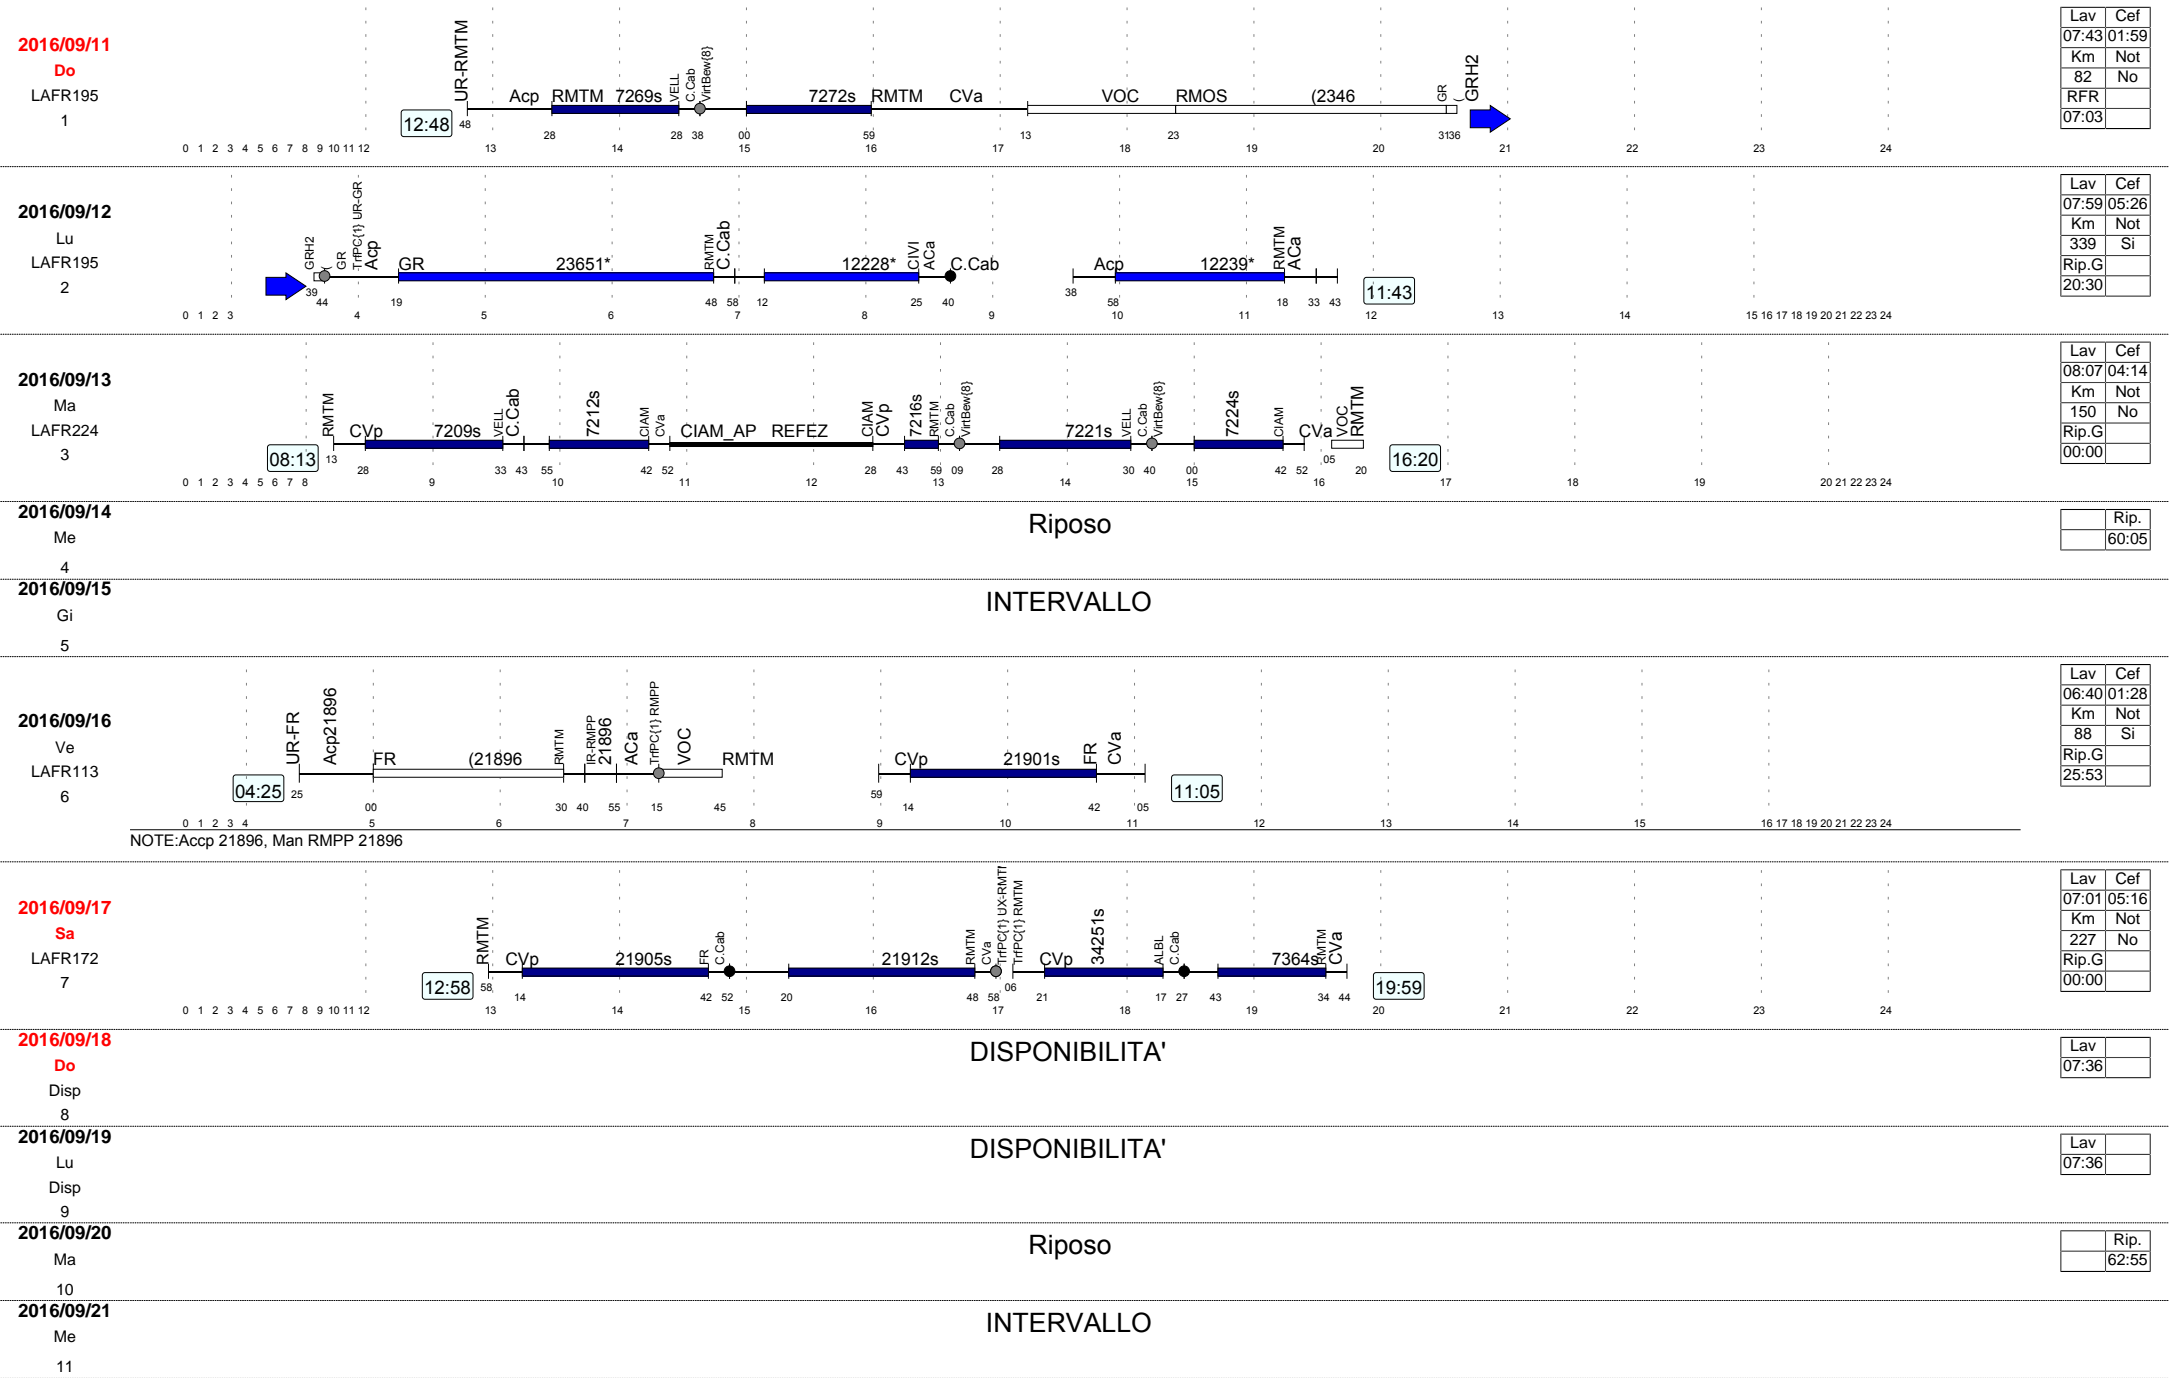 2016/09/11
Do
LAFR195
1
12:48
UR-RMTM Acp RMTM 7269s VELL C.Cab VirtBew{8} 7272s RMTM CVa VOC RMOS (2346 GR ( GRH2
48 28 28 38 00 59 13 23 31 36
0 1 2 3 4 5 6 7 8 9 10 11 12 13 14 15 16 17 18 19 20 21 22 23 24
Lav Cef
07:43 01:59
Km Not
82 No
RFR
07:03
2016/09/12
Lu
LAFR195
2
GRH2 ( GR TrfPC{1} UR-GR Acp GR 23651* RMTM C.Cab 12228* CIVI ACa C.Cab Acp 12239* RMTM ACa
39 44 19 48 58 12 25 40 38 58 18 33 43
11:43
0 1 2 3 4 5 6 7 8 9 10 11 12 13 14 15 16 17 18 19 20 21 22 23 24
Lav Cef
07:59 05:26
Km Not
339 Si
Rip.G
20:30
2016/09/13
Ma
LAFR224
3
08:13
RMTM CVp 7209s VELL C.Cab 7212s CIAM CVa CIAM_AP REFEZ CIAM CVp 7216s RMTM C.Cab VirtBew{8} 7221s VELL C.Cab VirtBew{8} 7224s CIAM CVa VOC RMTM
13 28 33 43 55 42 52 28 43 59 09 28 30 40 00 42 52 05 20
16:20
0 1 2 3 4 5 6 7 8 9 10 11 12 13 14 15 16 17 18 19 20 21 22 23 24
Lav Cef
08:07 04:14
Km Not
150 No
Rip.G
00:00
2016/09/14
Me
4
Riposo
Rip.
60:05
2016/09/15
Gi
5
INTERVALLO
2016/09/16
Ve
LAFR113
6
04:25
UR-FR Acp21896 FR (21896 RMTM IR-RMPP 21896 ACa TrfPC{1} RMPP VOC RMTM CVp 21901s FR CVa
25 00 30 40 55 15 45 59 14 42 05
11:05
0 1 2 3 4 5 6 7 8 9 10 11 12 13 14 15 16 17 18 19 20 21 22 23 24
NOTE:Accp 21896, Man RMPP 21896
Lav Cef
06:40 01:28
Km Not
88 Si
Rip.G
25:53
2016/09/17
Sa
LAFR172
7
12:58
RMTM CVp 21905s FR C.Cab 21912s RMTM CVa TrfPC{1} UX-RMT TrfPC{1} RMTM CVp 34251s ALBL C.Cab 7364s RMTM CVa
58 14 42 52 20 48 58 06 21 17 27 43 34 44
19:59
0 1 2 3 4 5 6 7 8 9 10 11 12 13 14 15 16 17 18 19 20 21 22 23 24
Lav Cef
07:01 05:16
Km Not
227 No
Rip.G
00:00
2016/09/18
Do
Disp
8
DISPONIBILITA'
Lav
07:36
2016/09/19
Lu
Disp
9
DISPONIBILITA'
Lav
07:36
2016/09/20
Ma
10
Riposo
Rip.
62:55
2016/09/21
Me
11
INTERVALLO